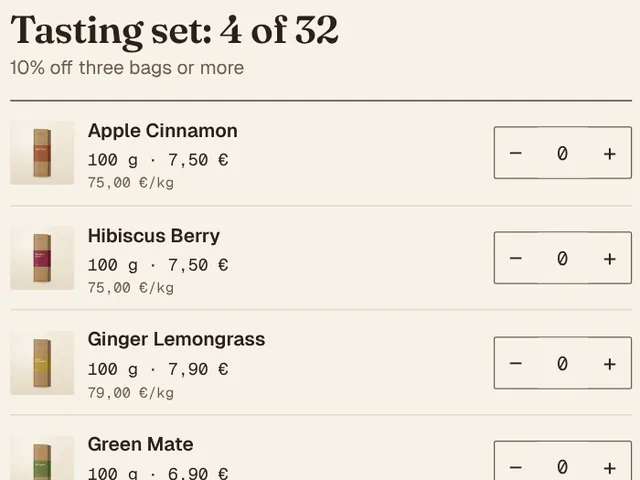 Tasting set: 4 of 32
10% off three bags or more
Apple Cinnamon
100 g · 7,50 €
75,00 €/kg
− 0 +
Hibiscus Berry
100 g · 7,50 €
75,00 €/kg
− 0 +
Ginger Lemongrass
100 g · 7,90 €
79,00 €/kg
− 0 +
Green Mate
100 g · 6,90 €
− 0 +